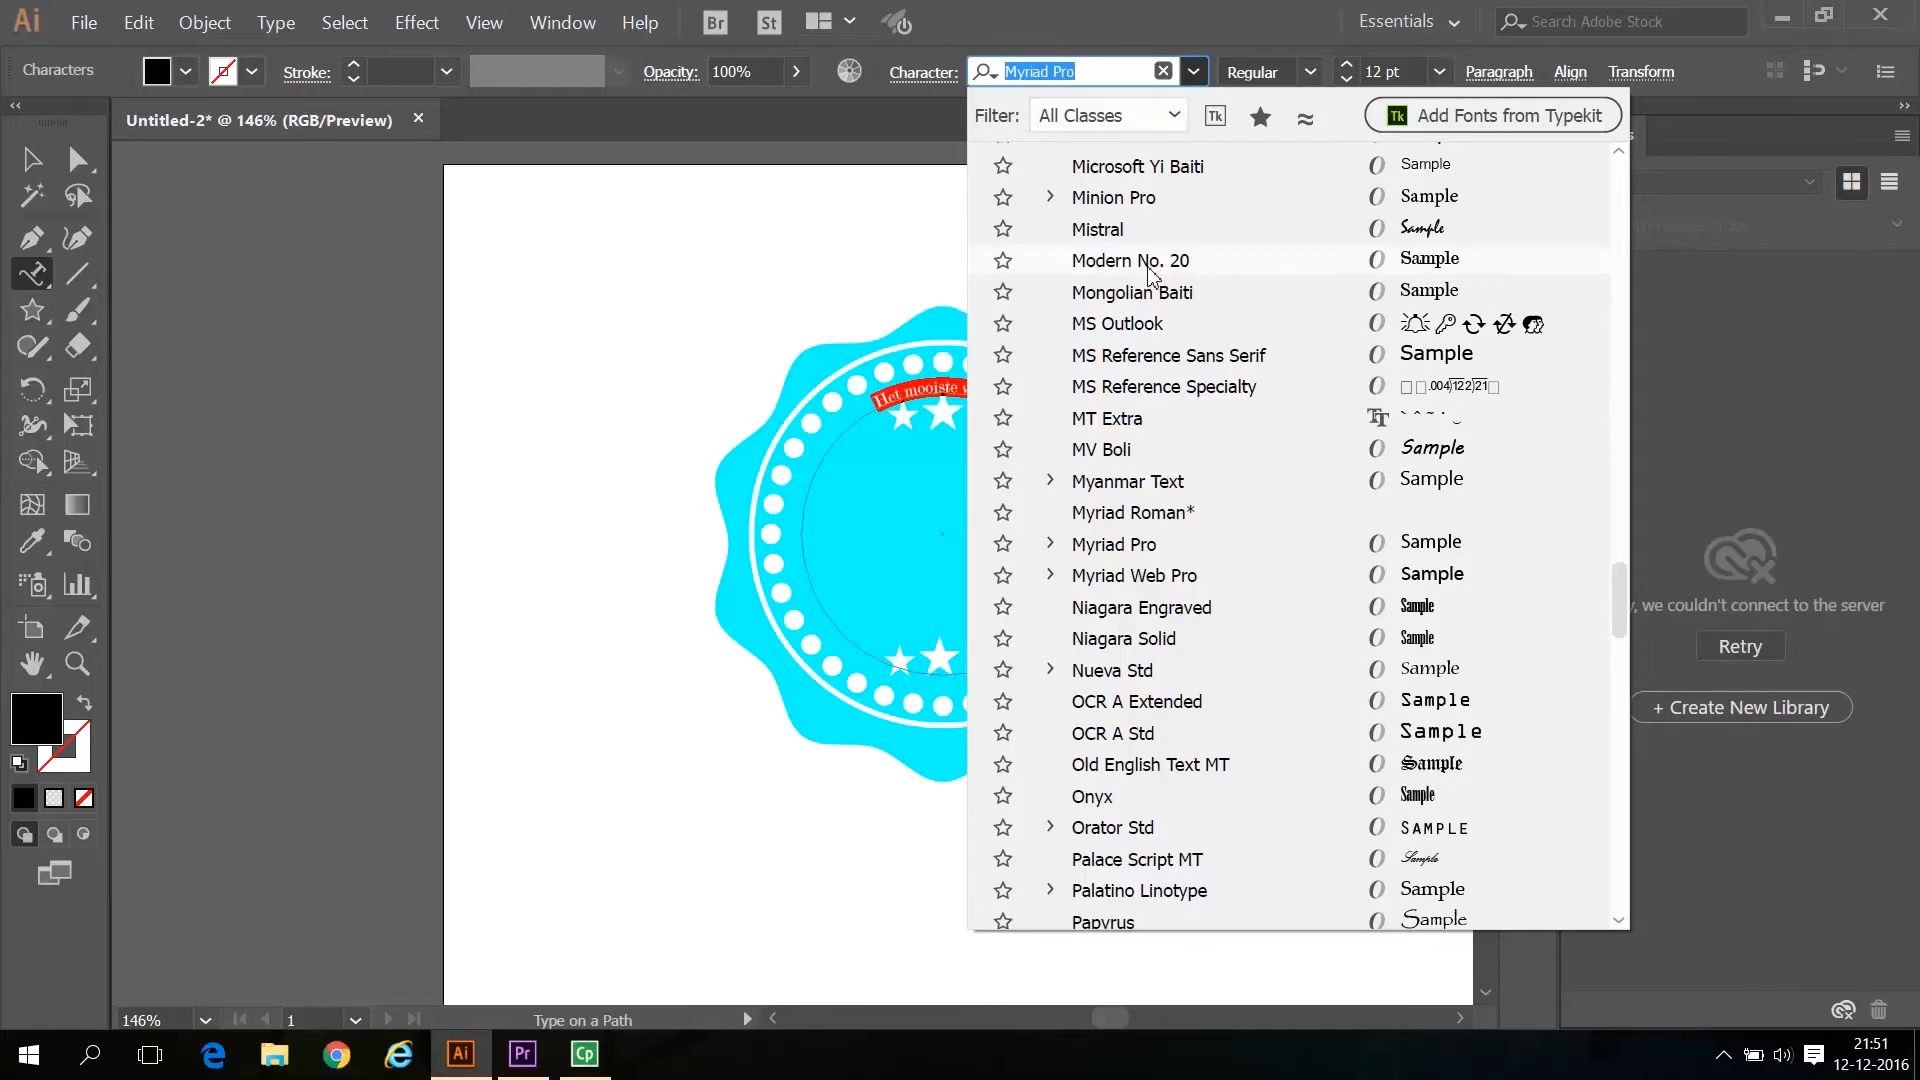 Ai File Edit Object Type Select Effect View Window Help Br St Essentials Search Adobe Stock
Characters Stroke: Opacity: 100% Character: Myriad Pro Regular 12 pt Paragraph Align Transform
Untitled-2* @ 146% (RGB/Preview)
Filter: All Classes Tk Tk Add Fonts from Typekit
Microsoft Yi Baiti O Sample
Minion Pro O Sample
Mistral O Sample
Modern No. 20 O Sample
Mongolian Baiti O Sample
MS Outlook O
MS Reference Sans Serif O Sample
MS Reference Specialty O
MT Extra
MV Boli O Sample
Myanmar Text O Sample
Myriad Roman*
Myriad Pro O Sample
Myriad Web Pro O Sample
Niagara Engraved O Sample
Niagara Solid O Sample
Nueva Std O Sample
OCR A Extended O Sample
OCR A Std O Sample
Old English Text MT O Sample
Onyx O Sample
Orator Std O SAMPLE
Palace Script MT O Sample
Palatino Linotype O Sample
Papyrus O Sample
Het mooiste
, we couldn't connect to the server
Retry
+ Create New Library
146% 1 Type on a Path
Ai Pr Cp
21:51
12-12-2016